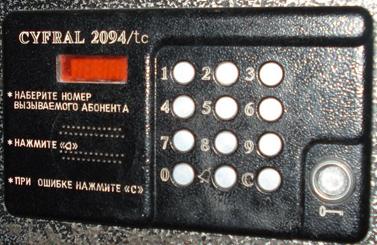 CYFRAL 2094/tc
* НАБЕРИТЕ НОМЕР
ВЫЗЫВАЕМОГО АБОНЕНТА
* НАЖМИТЕ «🔔»
* ПРИ ОШИБКЕ НАЖМИТЕ «С»
1 2 3
4 5 6
7 8 9
0 🔔 C